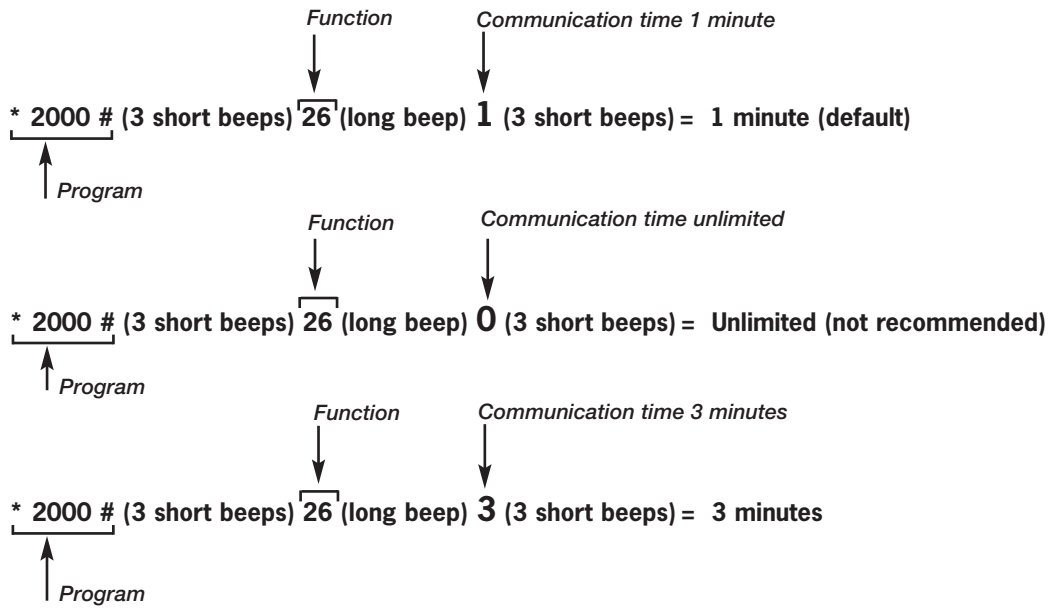 Function Communication time 1 minute
* 2000 # (3 short beeps) 26 (long beep) 1 (3 short beeps) = 1 minute (default)
Program
Function Communication time unlimited
* 2000 # (3 short beeps) 26 (long beep) 0 (3 short beeps) = Unlimited (not recommended)
Program
Function Communication time 3 minutes
* 2000 # (3 short beeps) 26 (long beep) 3 (3 short beeps) = 3 minutes
Program